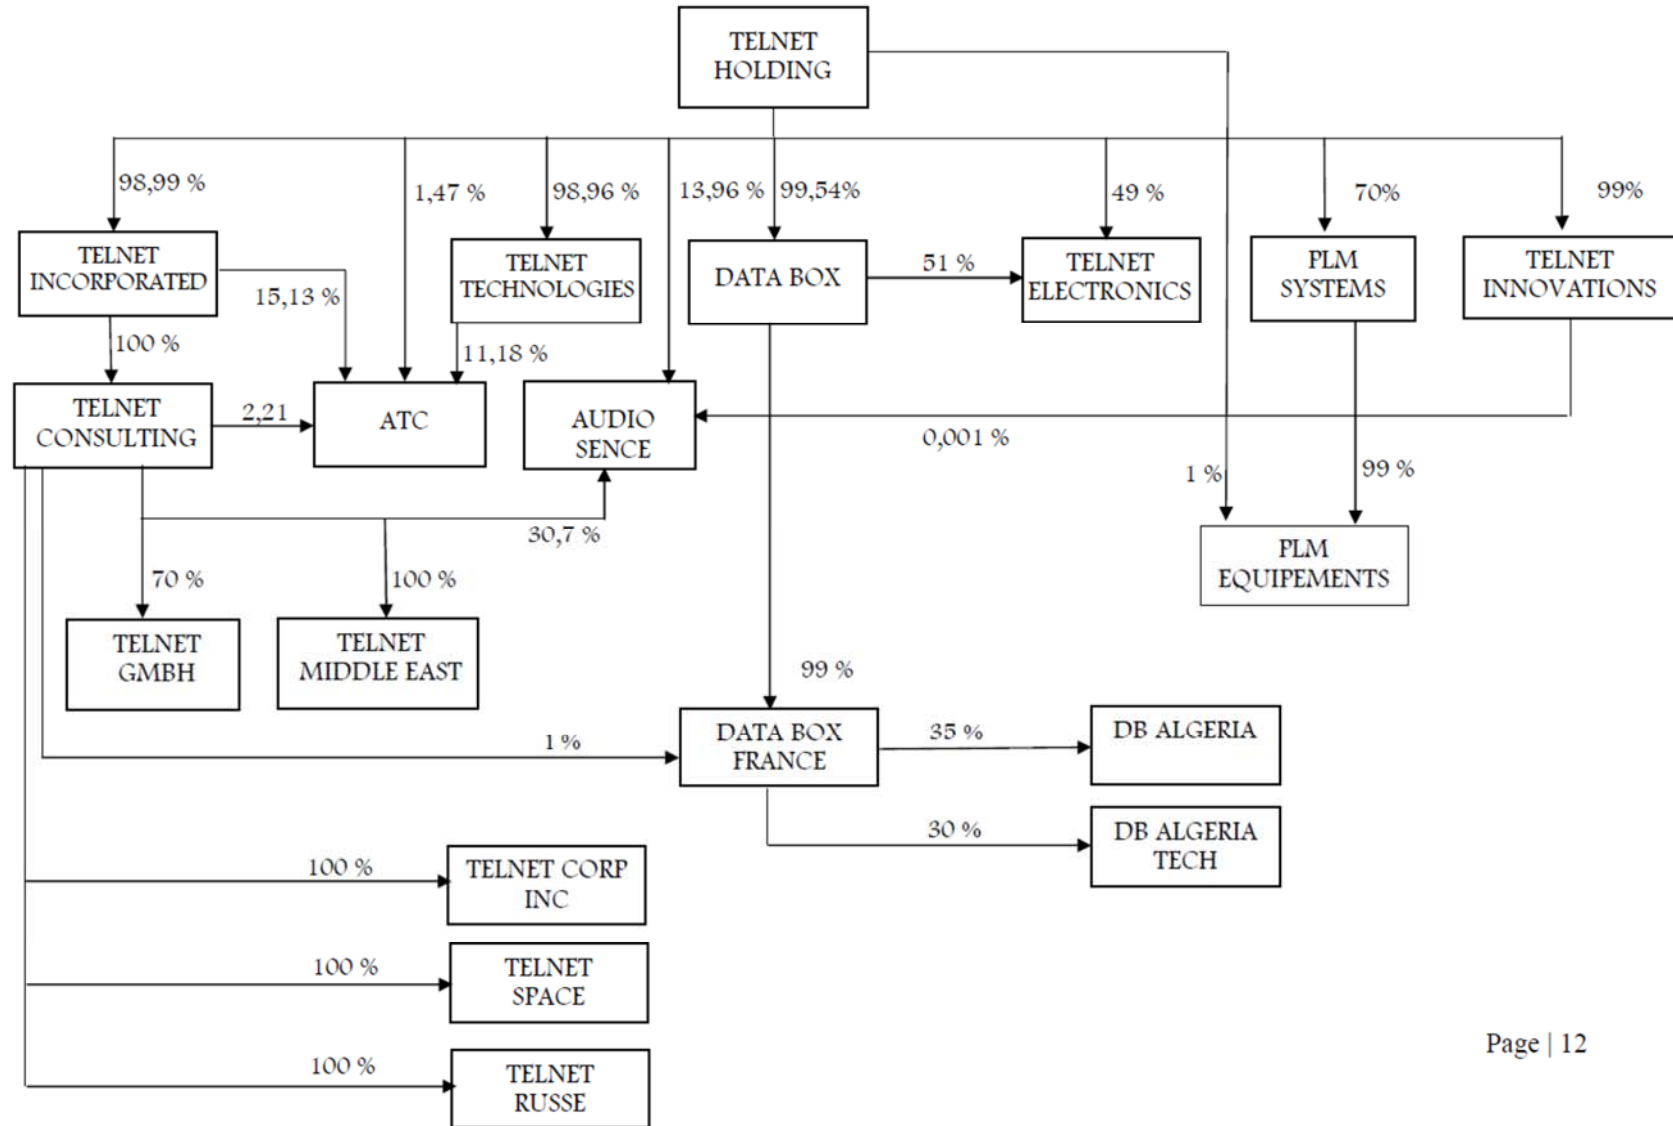 TELNET
HOLDING
98,99 %
1,47 %
98,96 %
13,96 %
99,54%
49 %
70%
99%
TELNET
INCORPORATED
TELNET
TECHNOLOGIES
DATA BOX
51 %
TELNET
ELECTRONICS
PLM
SYSTEMS
TELNET
INNOVATIONS
15,13 %
100 %
11,18 %
TELNET
CONSULTING
2,21
ATC
AUDIO
SENCE
0,001 %
1 %
99 %
30,7 %
PLM
EQUIPEMENTS
70 %
100 %
TELNET
GMBH
TELNET
MIDDLE EAST
99 %
1 %
DATA BOX
FRANCE
35 %
DB ALGERIA
30 %
DB ALGERIA
TECH
100 %
TELNET CORP
INC
100 %
TELNET
SPACE
100 %
TELNET
RUSSE
Page | 12